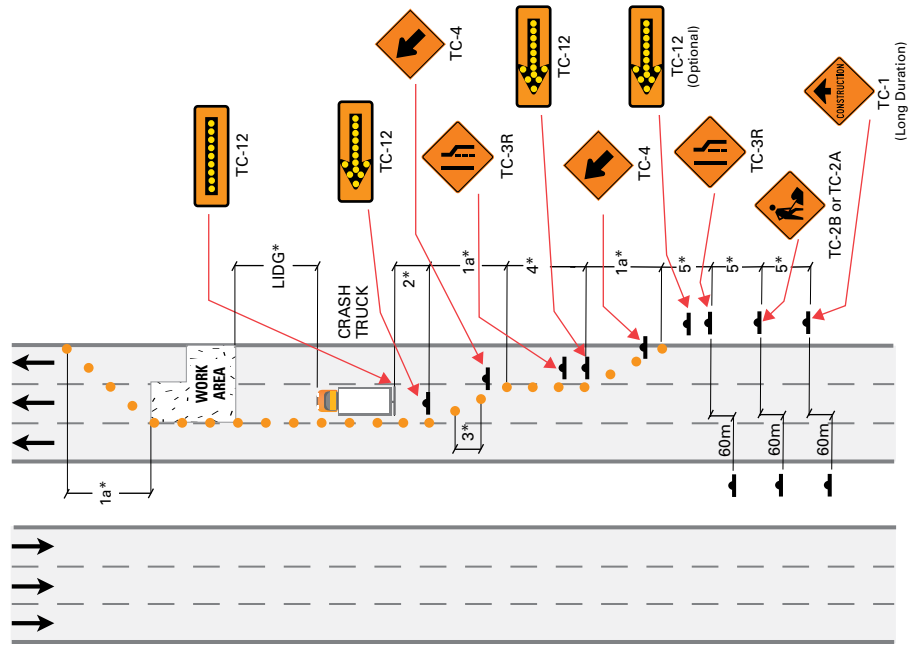 TC-12
TC-12
TC-4
TC-3R
TC-12
TC-4
TC-12
(Optional)
TC-3R
TC-2B or TC-2A
CONSTRUCTION
TC-1
(Long Duration)
LIDG*
CRASH
TRUCK
2*
1a*
4*
1a*
5*
5*
5*
WORK
AREA
3*
1a*
60m
60m
60m